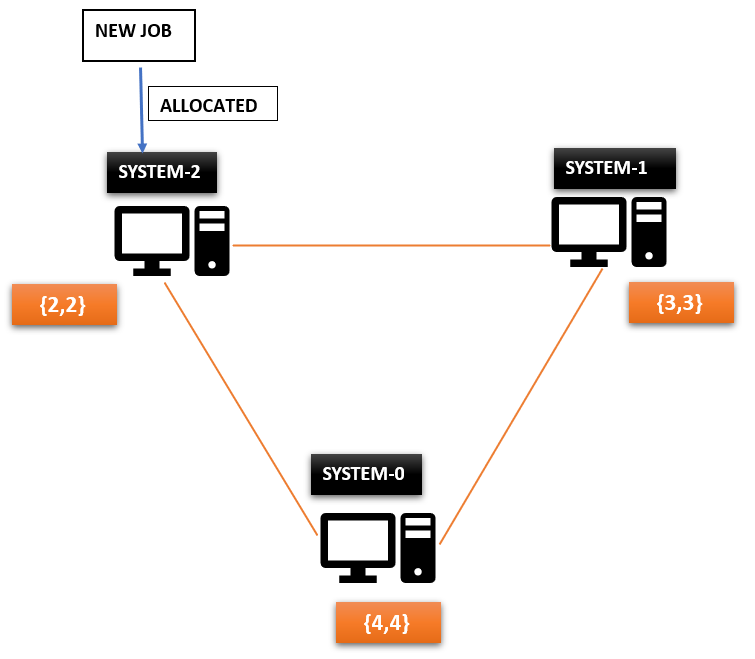 NEW JOB
ALLOCATED
SYSTEM-2
SYSTEM-1
{2,2}
{3,3}
SYSTEM-0
{4,4}